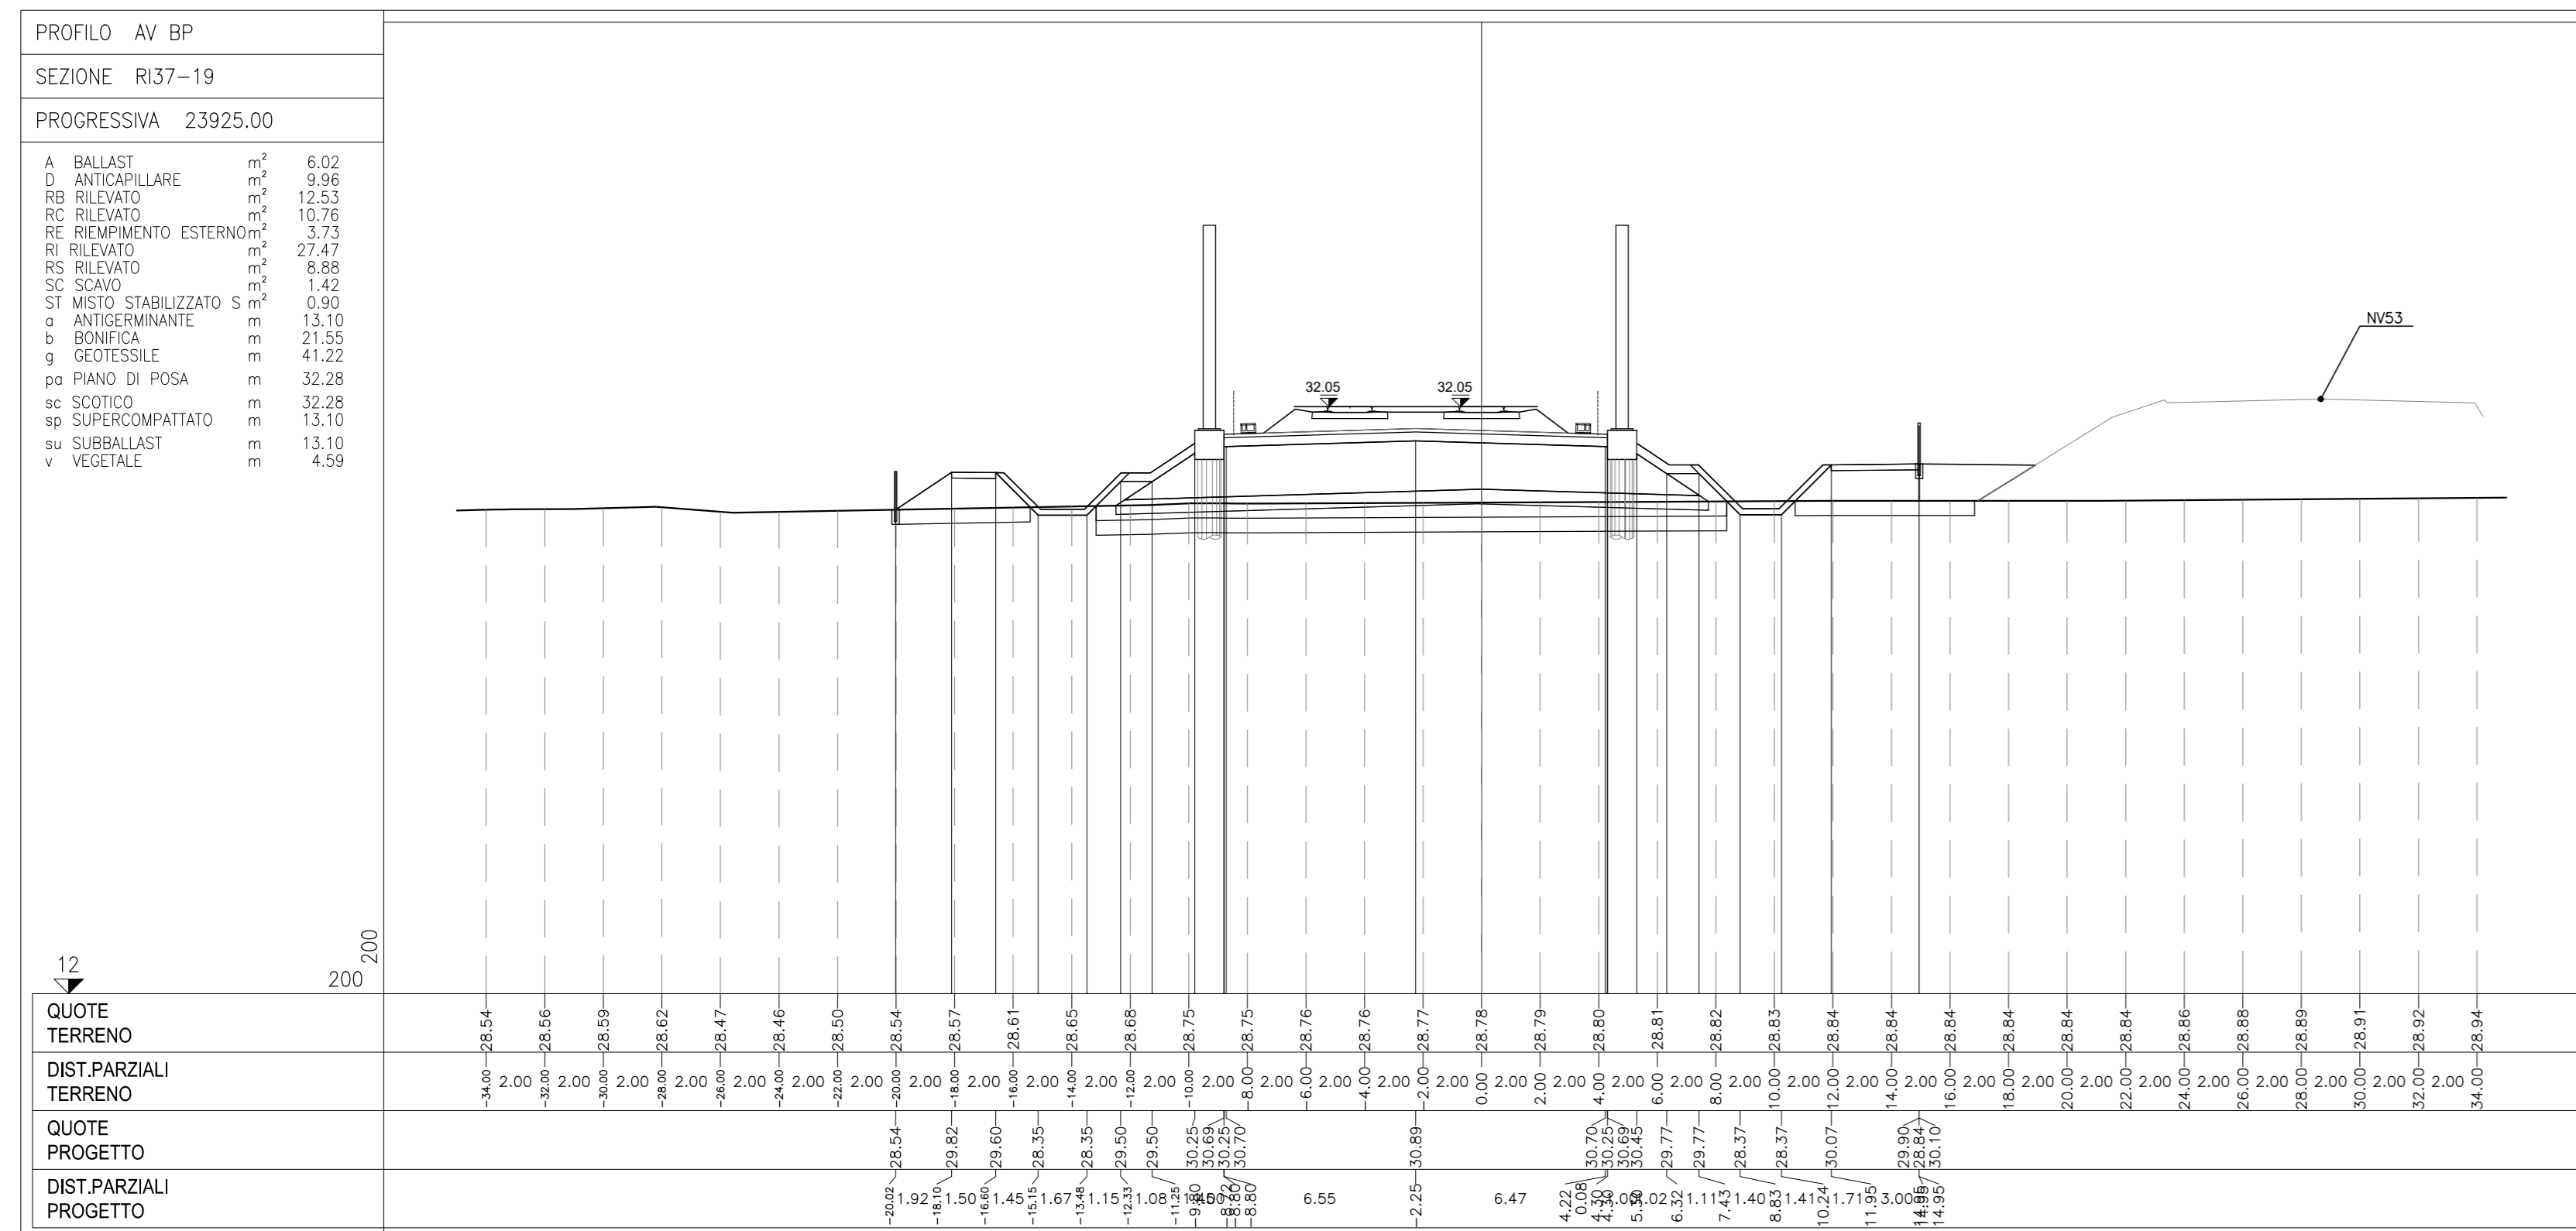 PROFILO AV BP
SEZIONE RI37-19
PROGRESSIVA 23925.00
A BALLAST m² 6.02
D ANTICAPILLARE m² 9.96
RB RILEVATO m² 12.53
RC RILEVATO m² 10.76
RE RIEMPIMENTO ESTERNO m² 3.73
RI RILEVATO m² 27.47
RS RILEVATO m² 8.88
SC SCAVO m² 1.42
ST MISTO STABILIZZATO S m² 0.90
a ANTIGERMINANTE m 13.10
b BONIFICA m 21.55
g GEOTESSILE m 41.22
pa PIANO DI POSA m 32.28
sc SCOTICO m 32.28
sp SUPERCOMPATTATO m 13.10
su SUBBALLAST m 13.10
v VEGETALE m 4.59
NV53
32.05 32.05
12
200
200
QUOTE
TERRENO
28.54 28.56 28.59 28.62 28.47 28.46 28.50 28.54 28.57 28.61 28.65 28.68 28.75 28.75 28.76 28.76 28.77 28.78 28.79 28.80 28.81 28.82 28.83 28.84 28.84 28.84 28.84 28.84 28.84 28.86 28.88 28.89 28.91 28.92 28.94
DIST.PARZIALI
TERRENO
-34.00 2.00 -32.00 2.00 -30.00 2.00 -28.00 2.00 -26.00 2.00 -24.00 2.00 -22.00 2.00 -20.00 2.00 -18.00 2.00 -16.00 2.00 -14.00 2.00 -12.00 2.00 -10.00 2.00 -8.00 2.00 -6.00 2.00 -4.00 2.00 -2.00 2.00 0.00 2.00 2.00 2.00 4.00 2.00 6.00 2.00 8.00 2.00 10.00 2.00 12.00 2.00 14.00 2.00 16.00 2.00 18.00 2.00 20.00 2.00 22.00 2.00 24.00 2.00 26.00 2.00 28.00 2.00 30.00 2.00 32.00 2.00 34.00
QUOTE
PROGETTO
28.54 29.82 29.60 28.35 28.35 29.50 29.50 30.25 30.69 30.25 30.70 30.89 30.70 30.25 30.69 30.45 29.77 29.77 28.37 28.37 30.07 29.90 28.84 30.10
DIST.PARZIALI
PROGETTO
-20.02 1.92 -18.10 1.50 -16.60 1.45 -15.15 1.67 -13.48 1.15 -12.33 1.08 -11.25 -9.80 -8.72 -8.80 -8.80 6.55 -2.25 6.47 4.22 0.08 4.30 4.30 5.30 1.02 6.32 1.11 7.43 1.40 8.83 1.41 10.24 1.71 11.95 3.00 14.95 14.95